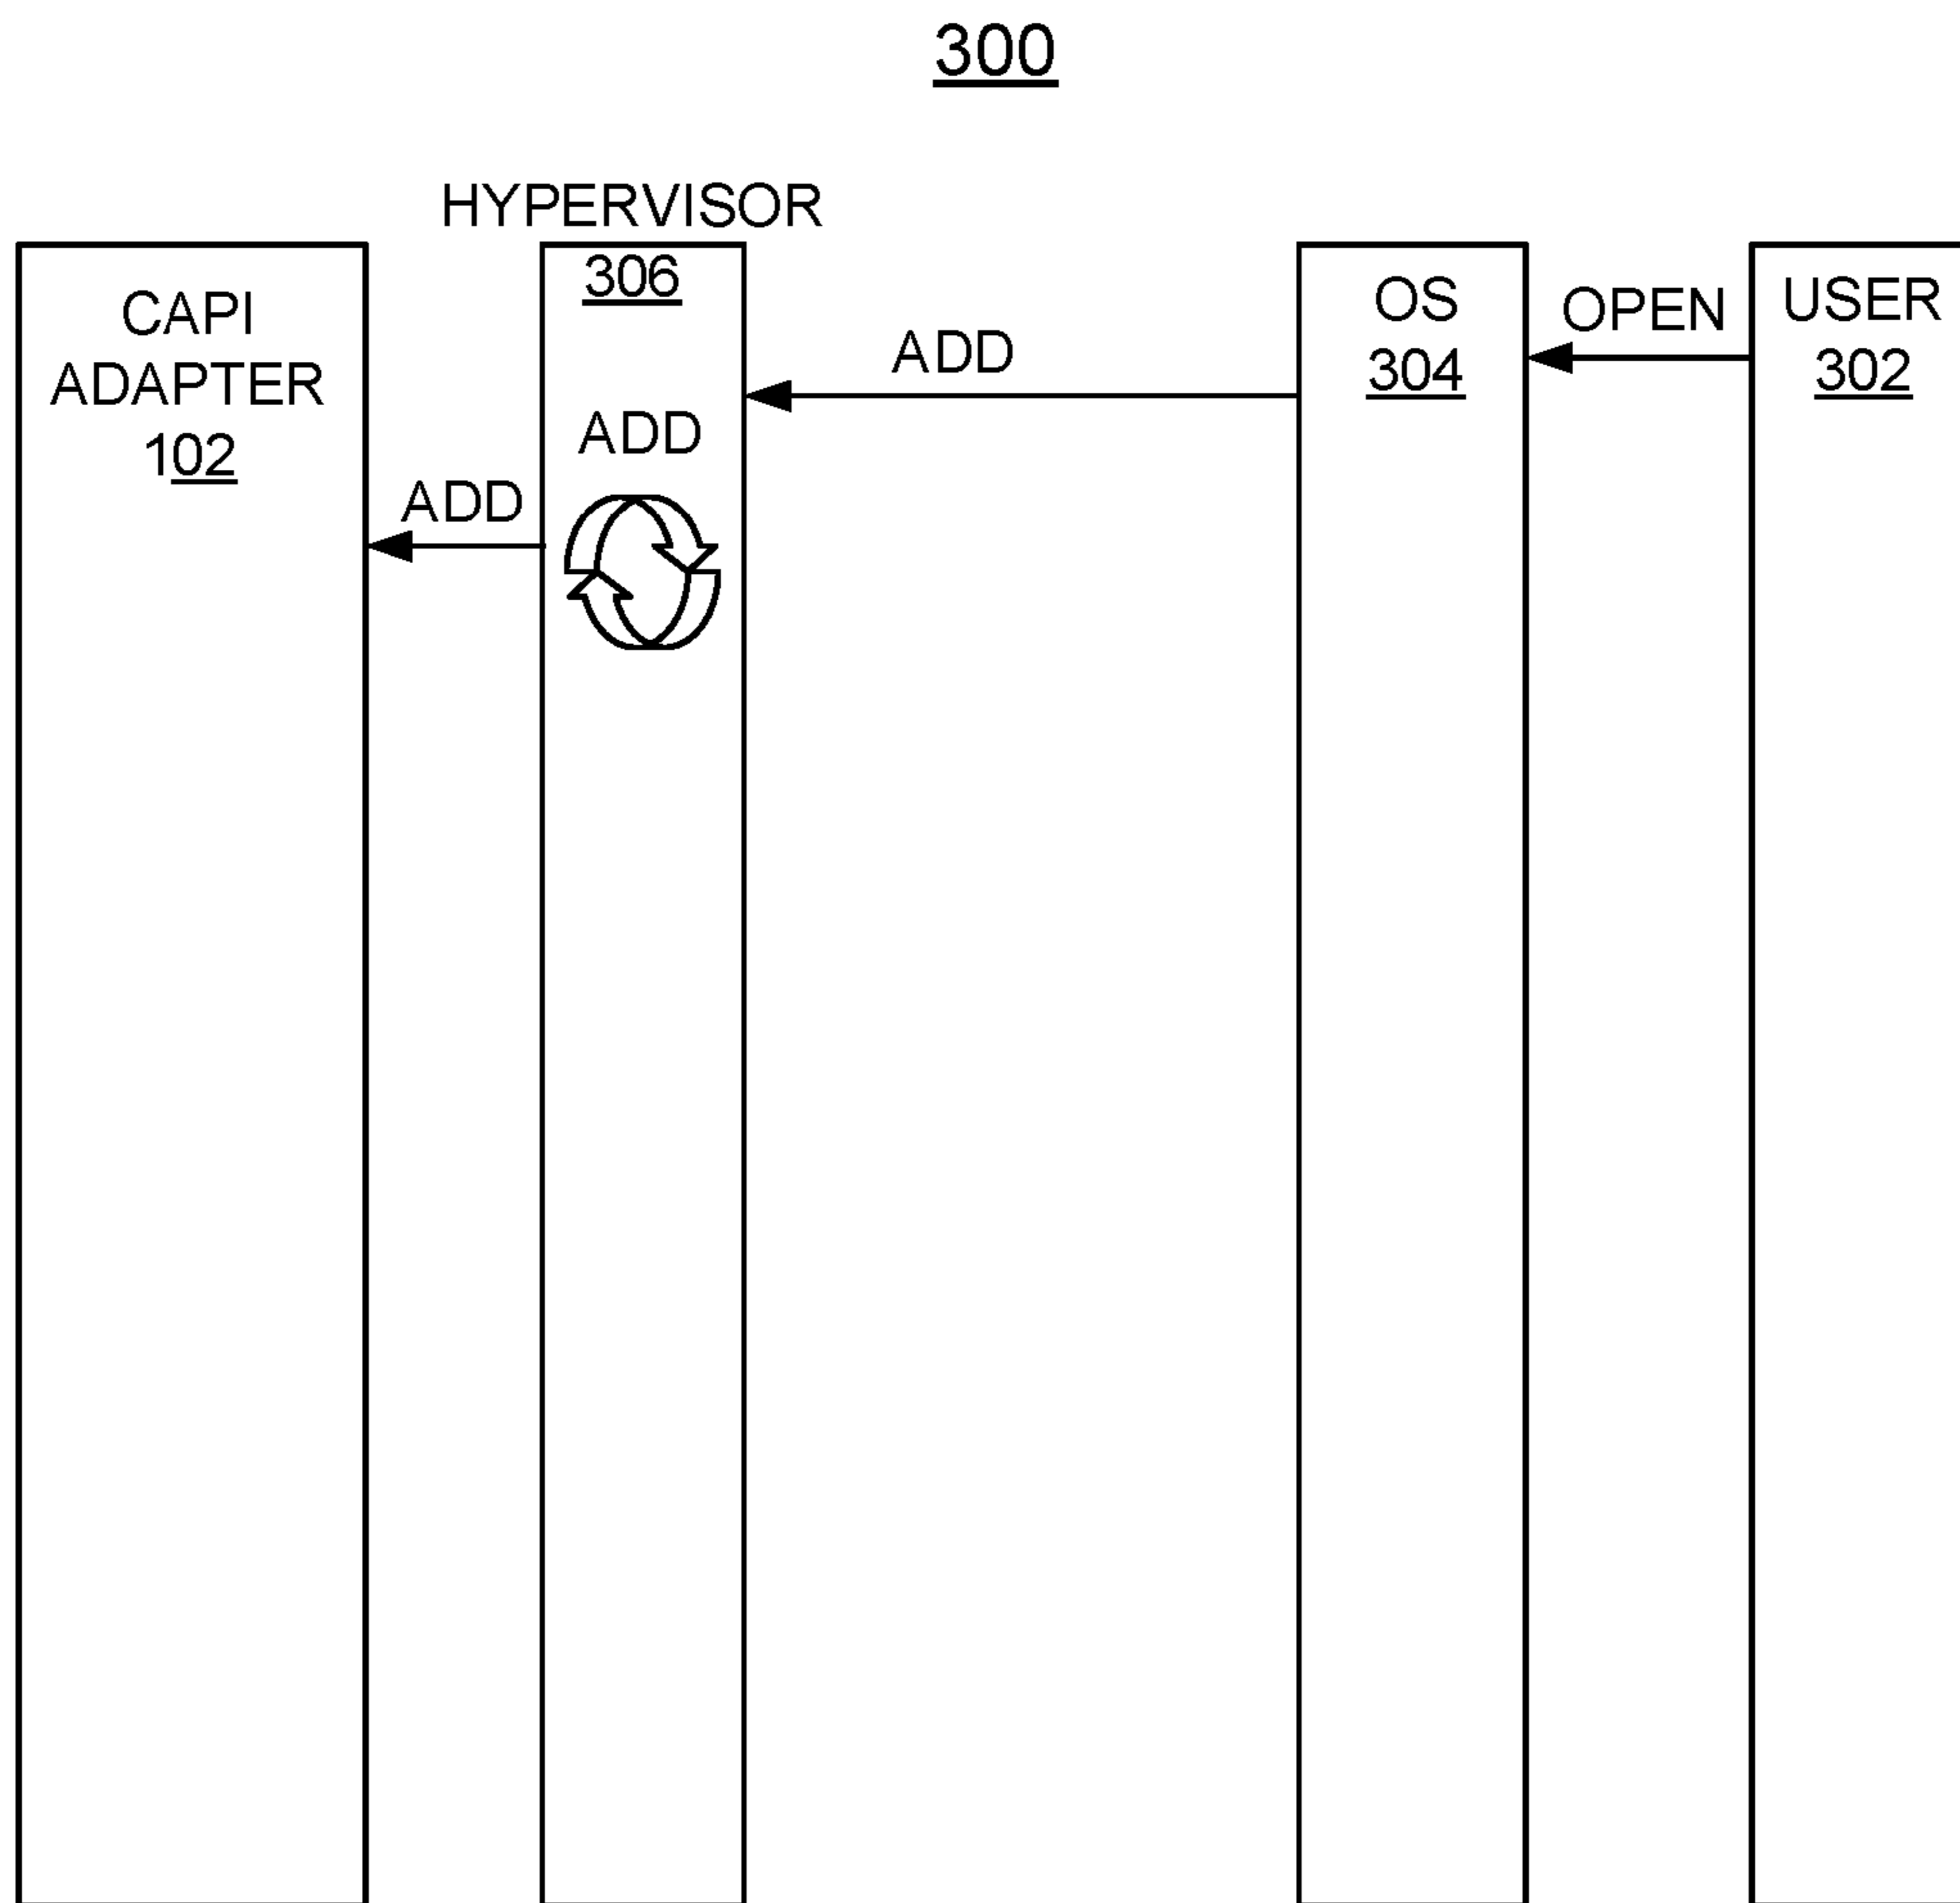 300
HYPERVISOR
306
CAPI
ADAPTER
102
OS
304
USER
302
OPEN
ADD
ADD
ADD